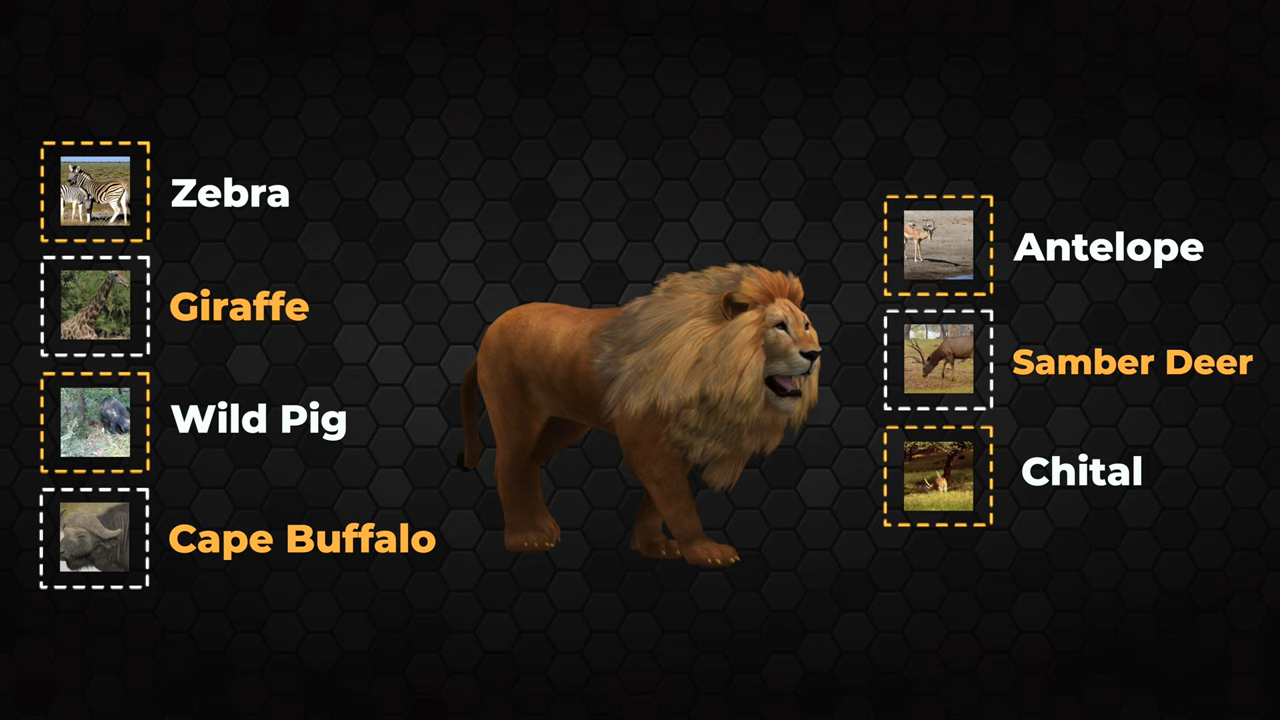 Zebra
Giraffe
Wild Pig
Cape Buffalo
Antelope
Samber Deer
Chital